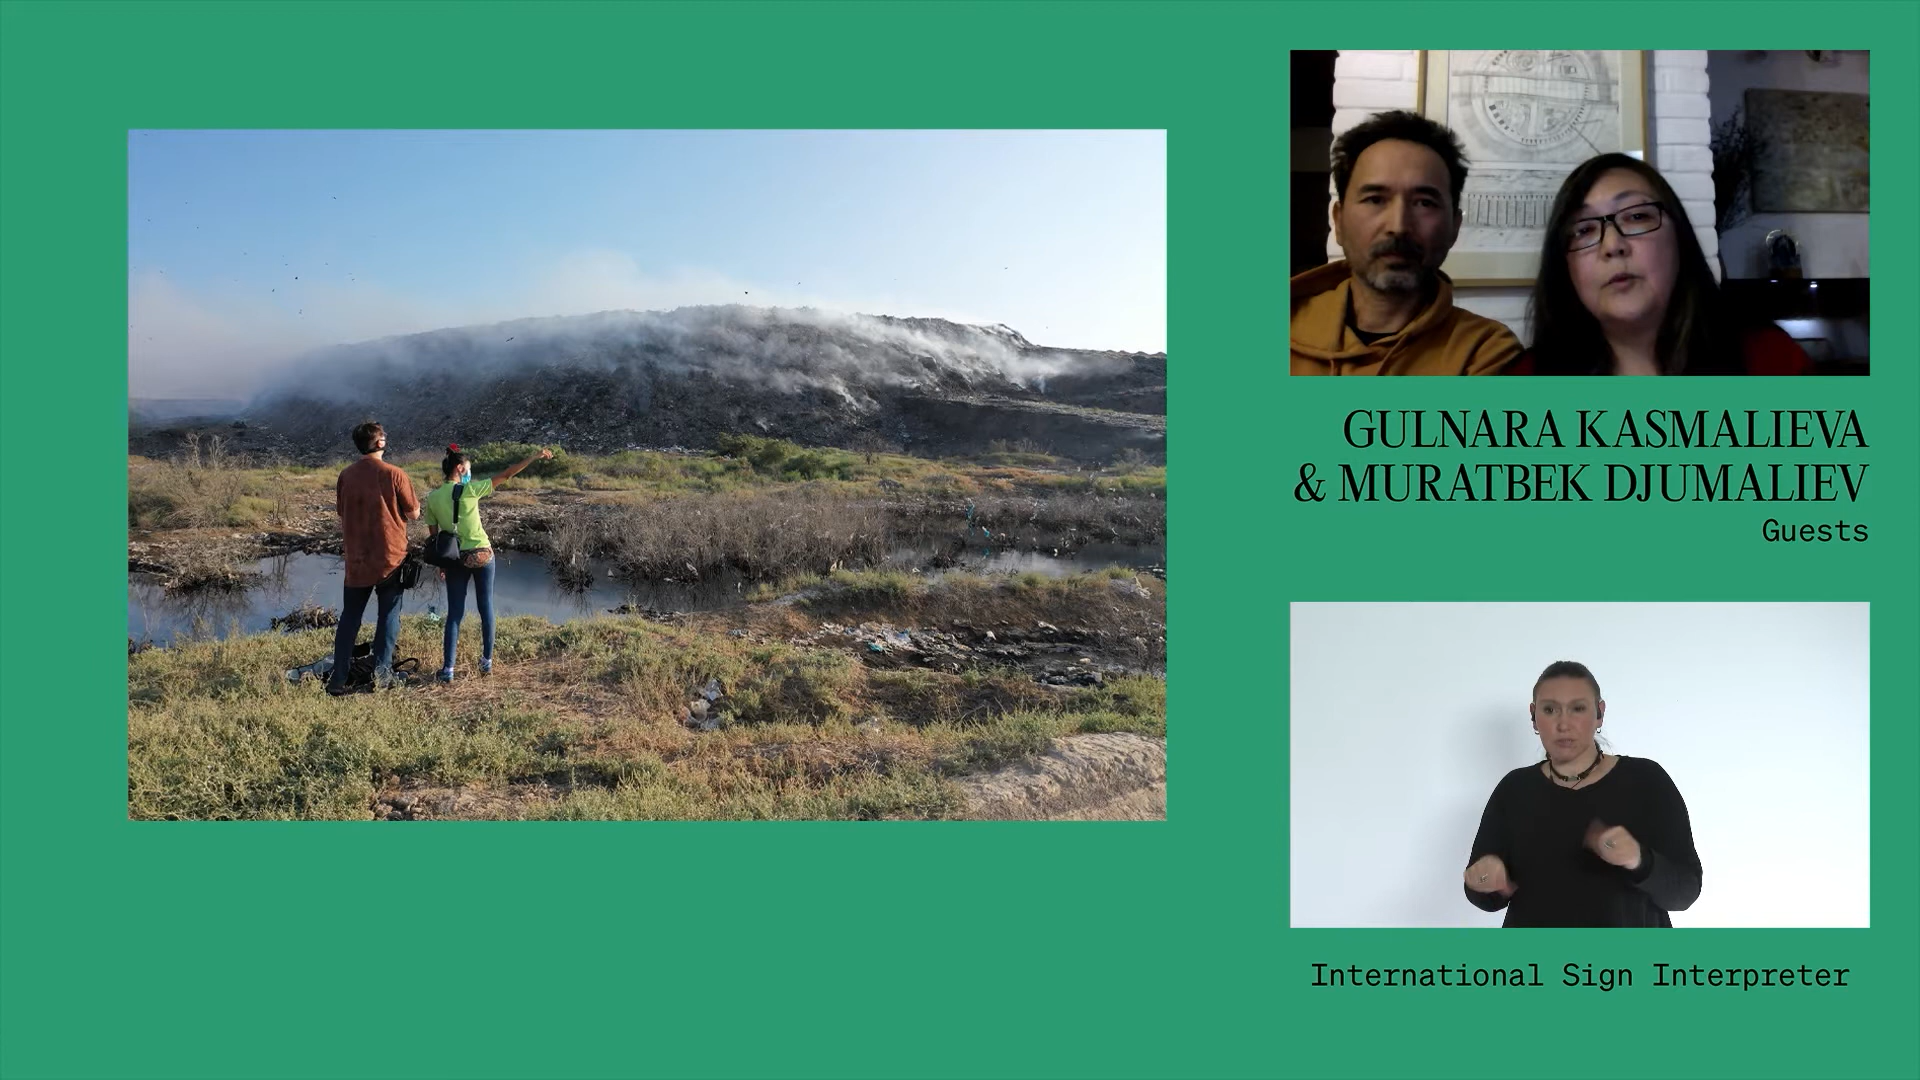 GULNARA KASMALIEVA
& MURATBEK DJUMALIEV
Guests
International Sign Interpreter